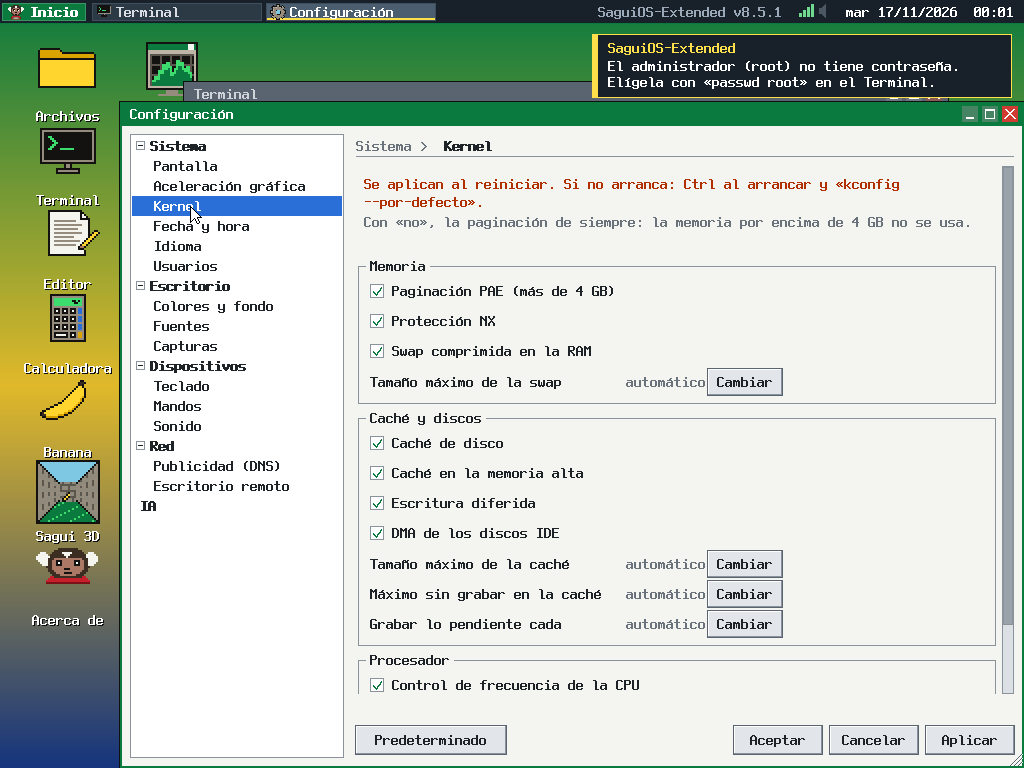 Inicio
Terminal
Configuración
SaguiOS-Extended v8.5.1
mar 17/11/2026
00:01
SaguiOS-Extended
El administrador (root) no tiene contraseña.
Elígela con «passwd root» en el Terminal.
Archivos
Terminal
Editor
Calculadora
Banana
Sagui 3D
Acerca de
Terminal
Configuración
Sistema
Pantalla
Aceleración gráfica
Kernel
Fecha y hora
Idioma
Usuarios
Escritorio
Colores y fondo
Fuentes
Capturas
Dispositivos
Teclado
Mandos
Sonido
Red
Publicidad (DNS)
Escritorio remoto
IA
Sistema > Kernel
Se aplican al reiniciar. Si no arranca: Ctrl al arrancar y «kconfig
--por-defecto».
Con «no», la paginación de siempre: la memoria por encima de 4 GB no se usa.
Memoria
Paginación PAE (más de 4 GB)
Protección NX
Swap comprimida en la RAM
Tamaño máximo de la swap automático Cambiar
Caché y discos
Caché de disco
Caché en la memoria alta
Escritura diferida
DMA de los discos IDE
Tamaño máximo de la caché automático Cambiar
Máximo sin grabar en la caché automático Cambiar
Grabar lo pendiente cada automático Cambiar
Procesador
Control de frecuencia de la CPU
Predeterminado
Aceptar
Cancelar
Aplicar